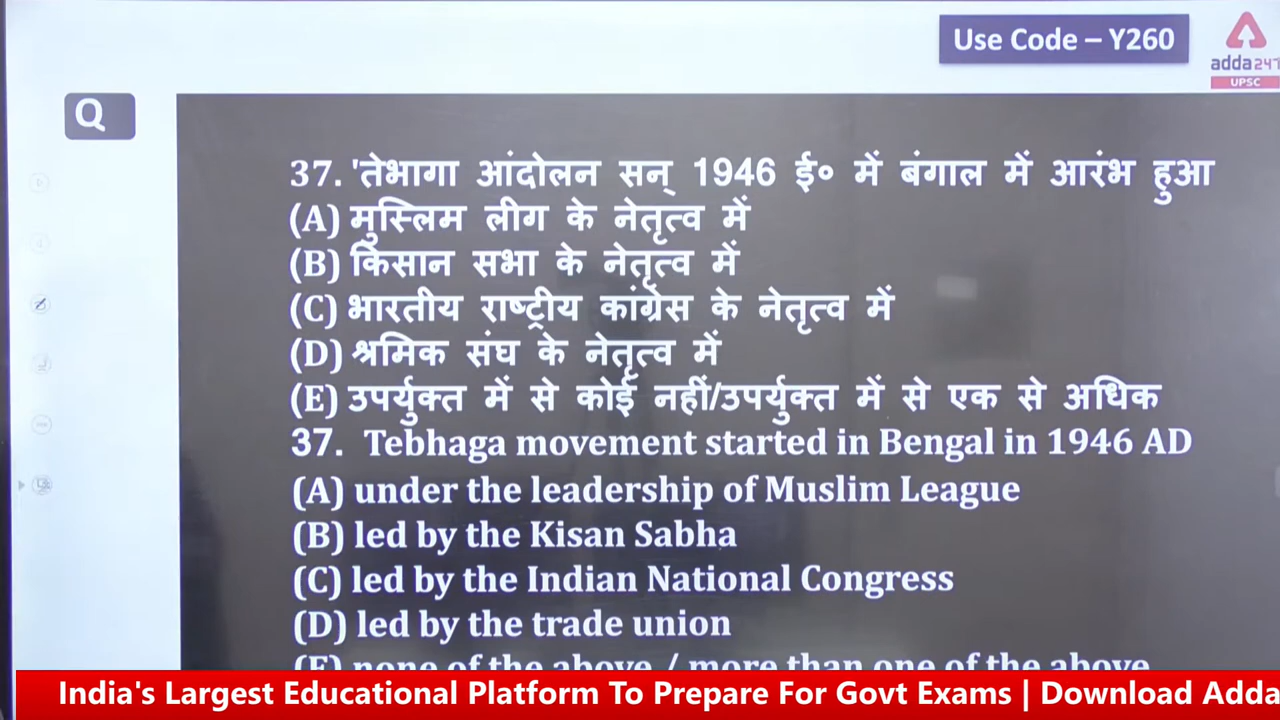 Use Code – Y260
adda247
UPSC
Q
37. 'तेभागा आंदोलन सन् 1946 ई० में बंगाल में आरंभ हुआ
(A) मुस्लिम लीग के नेतृत्व में
(B) किसान सभा के नेतृत्व में
(C) भारतीय राष्ट्रीय कांग्रेस के नेतृत्व में
(D) श्रमिक संघ के नेतृत्व में
(E) उपर्युक्त में से कोई नहीं/उपर्युक्त में से एक से अधिक
37. Tebhaga movement started in Bengal in 1946 AD
(A) under the leadership of Muslim League
(B) led by the Kisan Sabha
(C) led by the Indian National Congress
(D) led by the trade union
(E) none of the above / more than one of the above
India's Largest Educational Platform To Prepare For Govt Exams | Download Adda